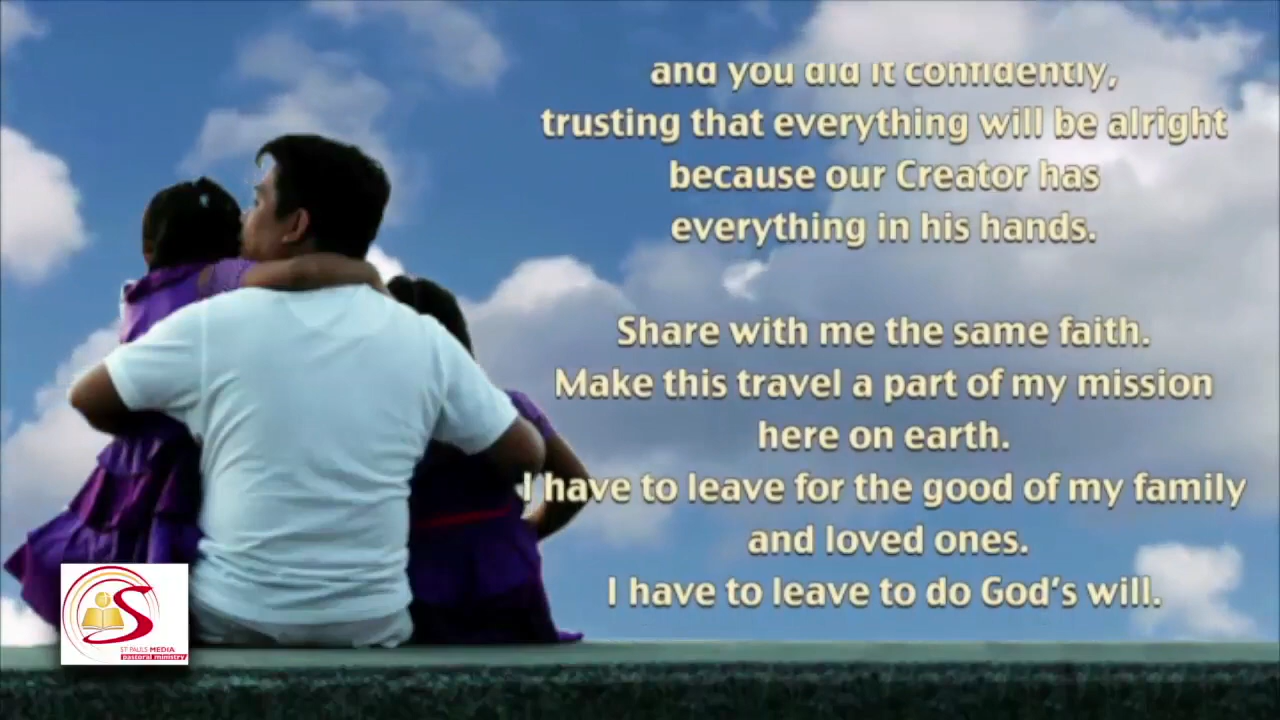 and you did it confidently,
trusting that everything will be alright
because our Creator has
everything in his hands.
Share with me the same faith.
Make this travel a part of my mission
here on earth.
I have to leave for the good of my family
and loved ones.
I have to leave to do God's will.
S
ST PAULS MEDIA
pastoral ministry